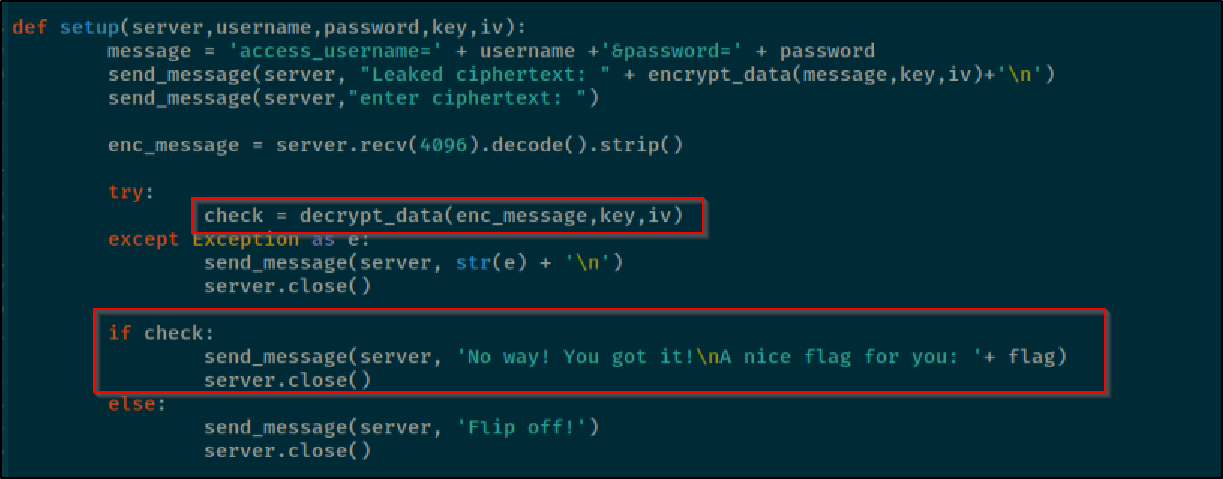 def setup(server,username,password,key,iv):
message = 'access_username=' + username +'&password=' + password
send_message(server, "Leaked ciphertext: " + encrypt_data(message,key,iv)+'\n')
send_message(server,"enter ciphertext: ")
enc_message = server.recv(4096).decode().strip()
try:
check = decrypt_data(enc_message,key,iv)
except Exception as e:
send_message(server, str(e) + '\n')
server.close()
if check:
send_message(server, 'No way! You got it!\nA nice flag for you: '+ flag)
server.close()
else:
send_message(server, 'Flip off!')
server.close()